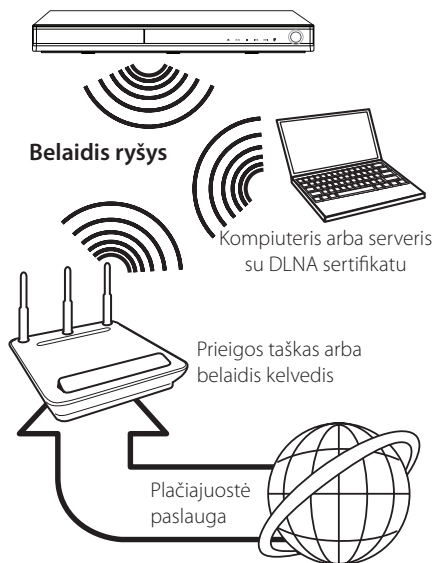 Belaidis ryšys
Kompiuteris arba serveris
su DLNA sertifikatu
Prieigos taškas arba
belaidis kelvedis
Plačiajuostė
paslauga